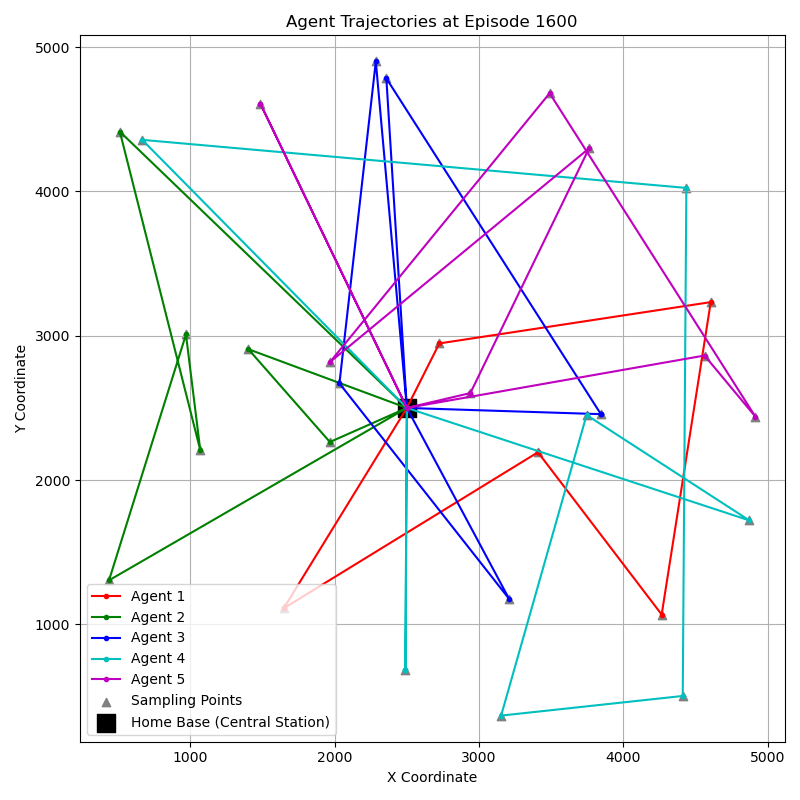 Agent Trajectories at Episode 1600
5000
4000
3000
2000
1000
Y Coordinate
Agent 1
Agent 2
Agent 3
Agent 4
Agent 5
Sampling Points
Home Base (Central Station)
1000 2000 3000 4000 5000
X Coordinate